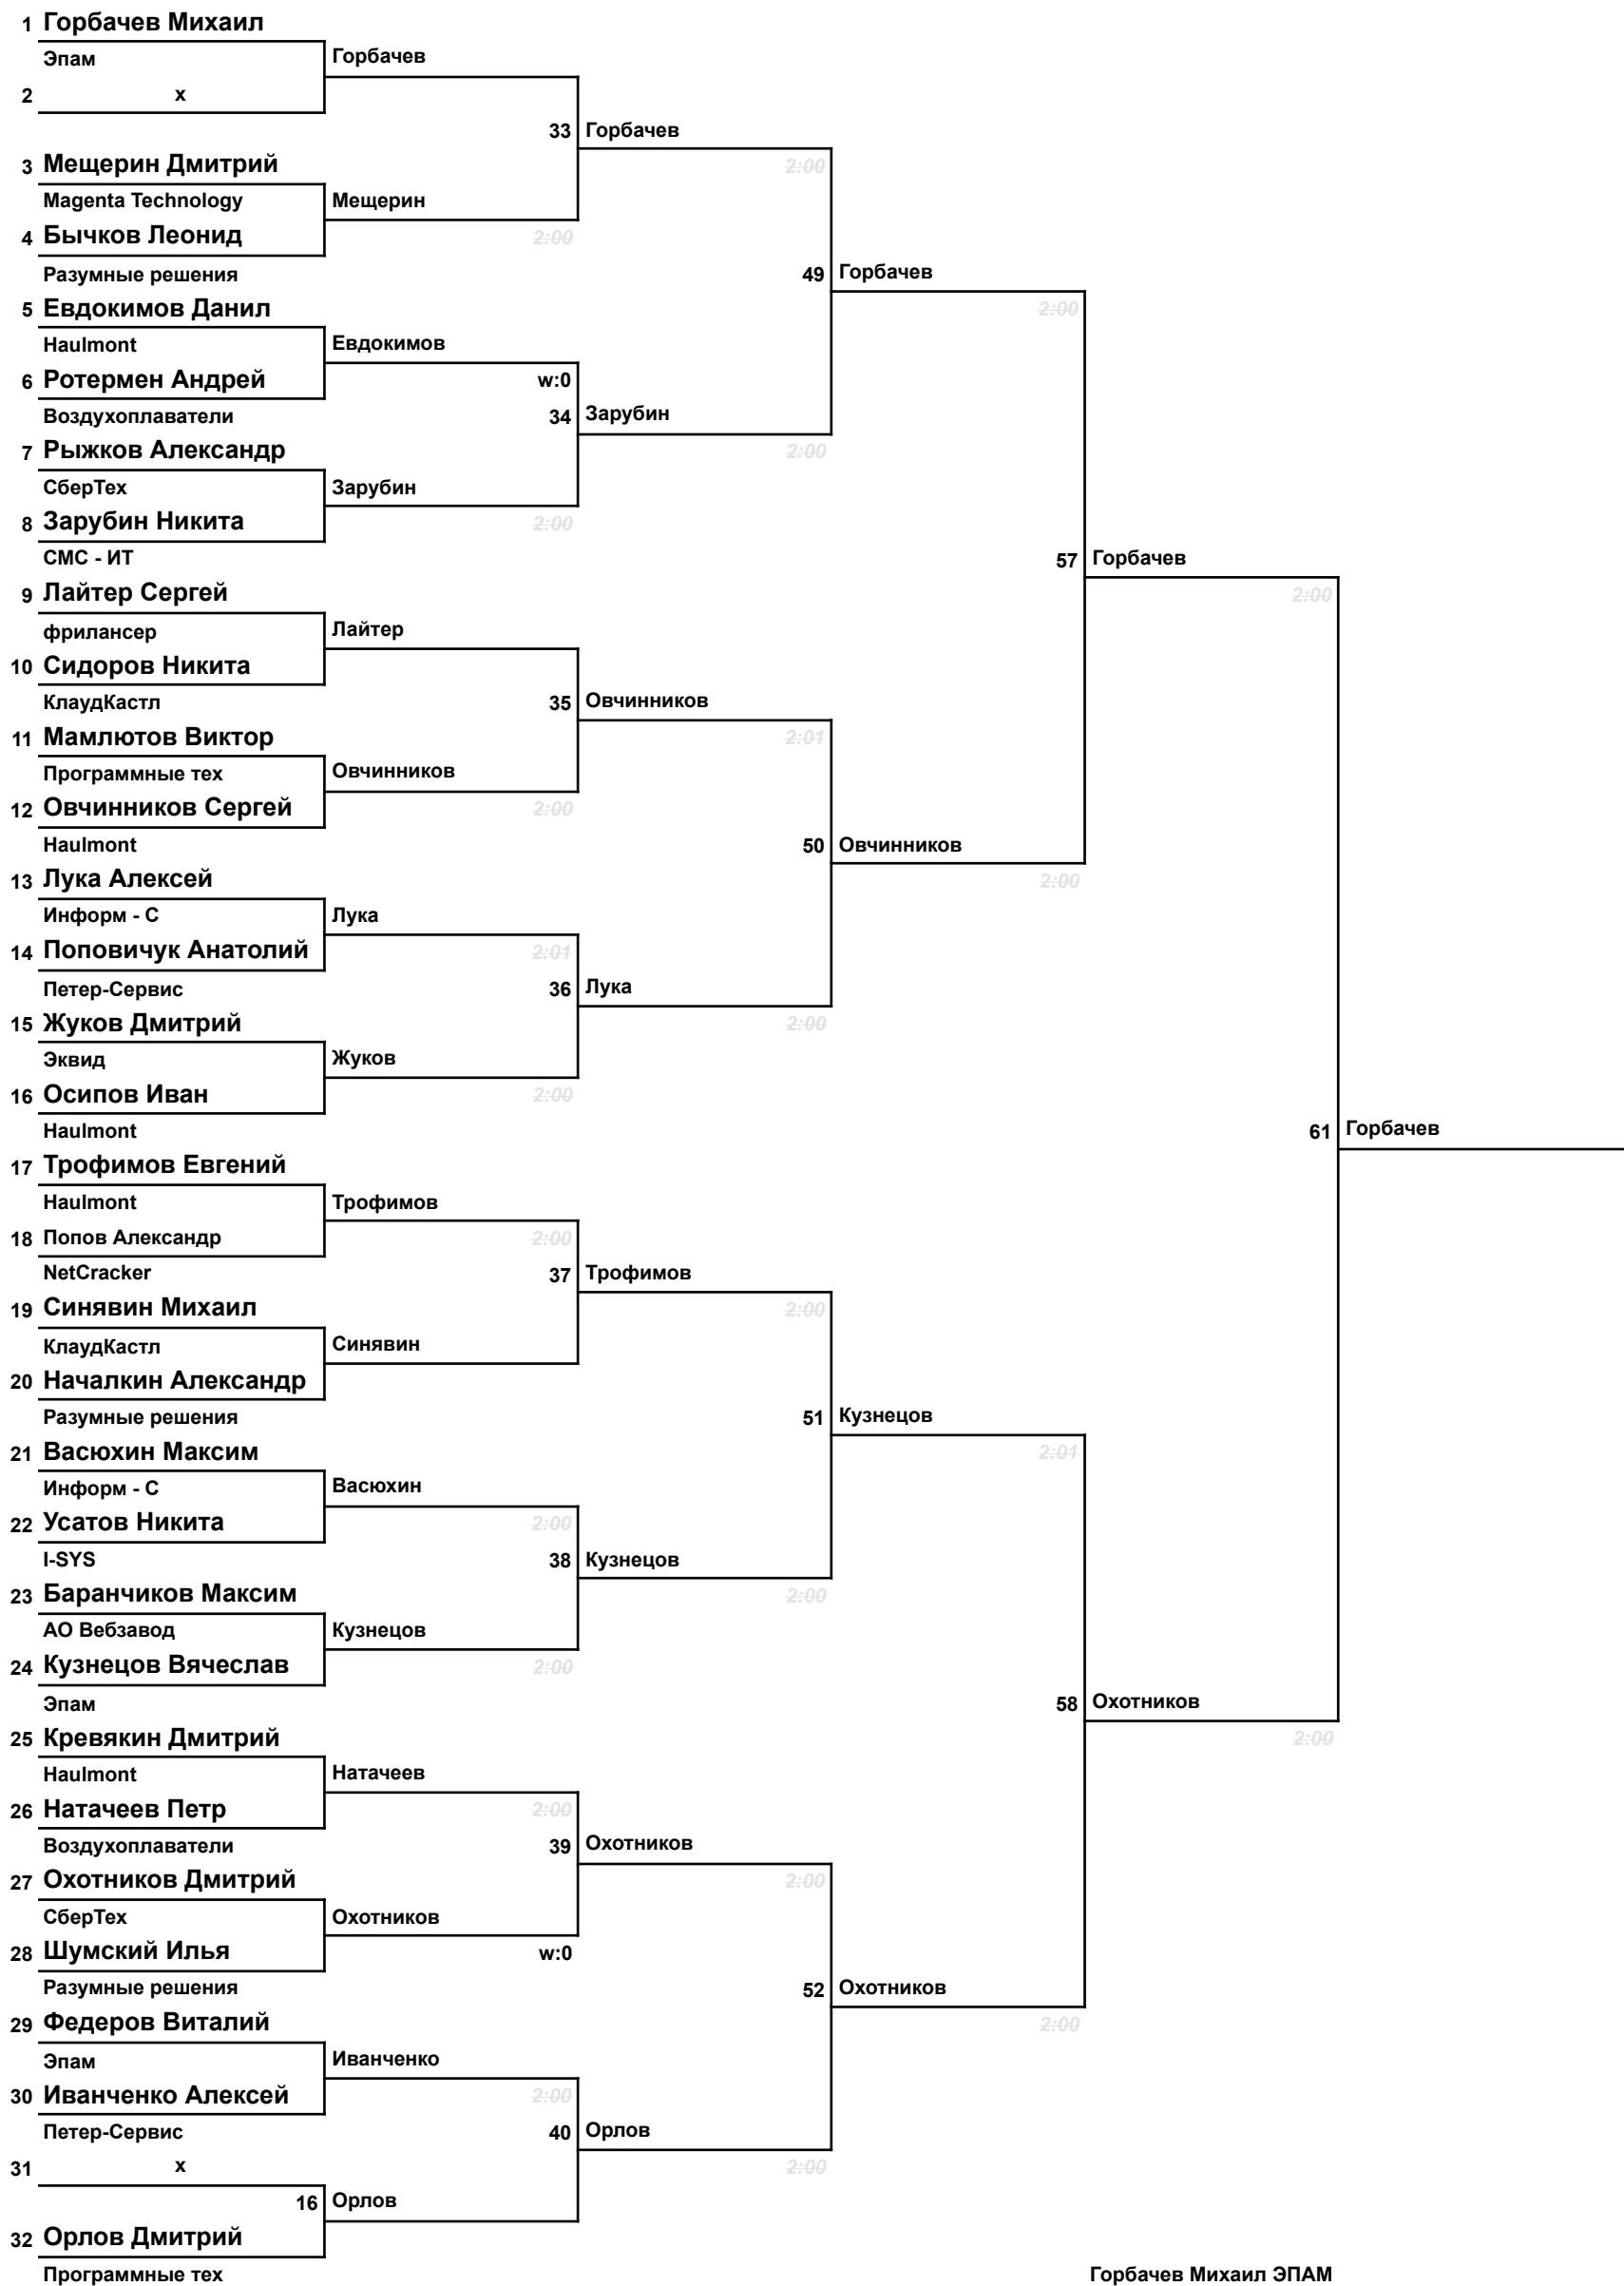 1 Горбачев Михаил
Эпам
Горбачев
2 x
33 Горбачев
2:00
3 Мещерин Дмитрий
Magenta Technology
Мещерин
2:00
4 Бычков Леонид
Разумные решения
49 Горбачев
2:00
5 Евдокимов Данил
Haulmont
Евдокимов
6 Ротермен Андрей
w:0
Воздухоплаватели
34 Зарубин
2:00
7 Рыжков Александр
СберТех
Зарубин
2:00
8 Зарубин Никита
СМС - ИТ
57 Горбачев
2:00
9 Лайтер Сергей
фрилансер
Лайтер
10 Сидоров Никита
КлаудКастл
35 Овчинников
2:01
11 Мамлютов Виктор
Программные тех
Овчинников
2:00
12 Овчинников Сергей
Haulmont
50 Овчинников
2:00
13 Лука Алексей
Информ - С
Лука
2:01
14 Поповичук Анатолий
Петер-Сервис
36 Лука
2:00
15 Жуков Дмитрий
Эквид
Жуков
2:00
16 Осипов Иван
Haulmont
61 Горбачев
17 Трофимов Евгений
Haulmont
Трофимов
2:00
18 Попов Александр
NetCracker
37 Трофимов
2:00
19 Синявин Михаил
КлаудКастл
Синявин
20 Началкин Александр
Разумные решения
51 Кузнецов
2:01
21 Васюхин Максим
Информ - С
Васюхин
2:00
22 Усатов Никита
I-SYS
38 Кузнецов
2:00
23 Баранчиков Максим
АО Вебзавод
Кузнецов
2:00
24 Кузнецов Вячеслав
Эпам
58 Охотников
2:00
25 Кревякин Дмитрий
Haulmont
Натачеев
2:00
26 Натачеев Петр
Воздухоплаватели
39 Охотников
2:00
27 Охотников Дмитрий
СберТех
Охотников
w:0
28 Шумский Илья
Разумные решения
52 Охотников
2:00
29 Федеров Виталий
Эпам
Иванченко
2:00
30 Иванченко Алексей
Петер-Сервис
40 Орлов
2:00
31 x
16 Орлов
32 Орлов Дмитрий
Программные тех
Горбачев Михаил ЭПАМ